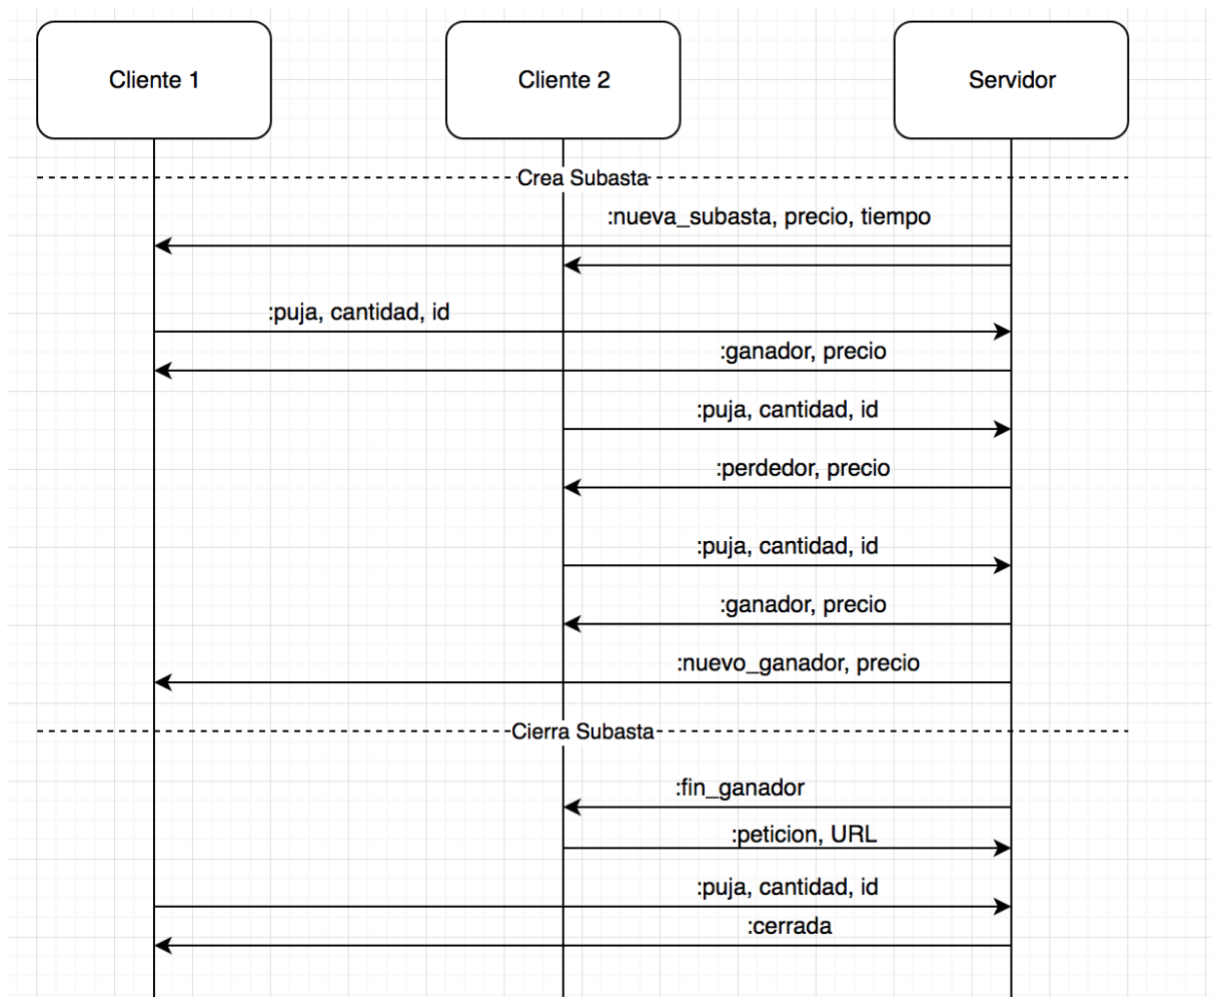 Cliente 1
Cliente 2
Servidor
Crea Subasta
:nueva_subasta, precio, tiempo
:puja, cantidad, id
:ganador, precio
:puja, cantidad, id
:perdedor, precio
:puja, cantidad, id
:ganador, precio
:nuevo_ganador, precio
Cierra Subasta
:fin_ganador
:peticion, URL
:puja, cantidad, id
:cerrada